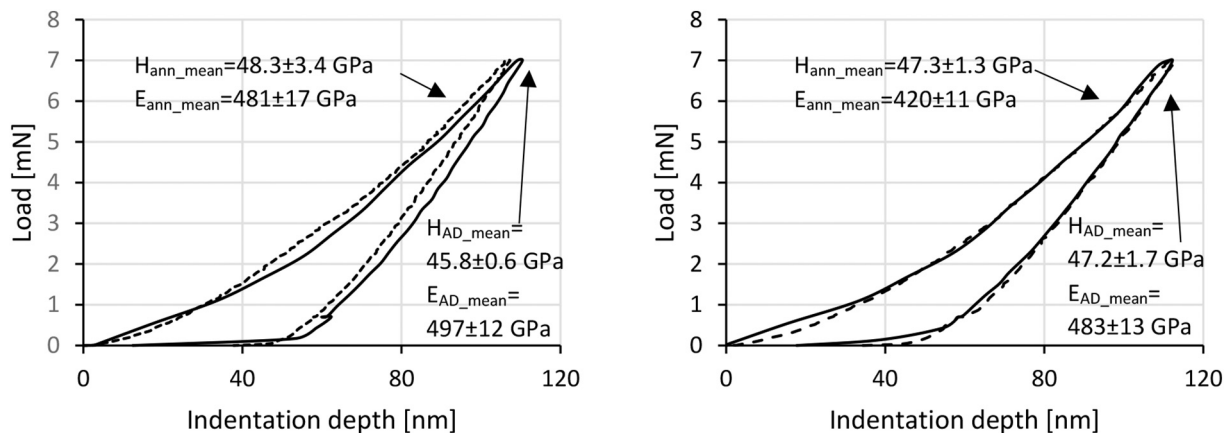 8
7
6
5
4
3
2
1
0
Load [mN]
H_ann_mean=48.3±3.4 GPa
E_ann_mean=481±17 GPa
H_AD_mean=
45.8±0.6 GPa
E_AD_mean=
497±12 GPa
0 40 80 120
Indentation depth [nm]
8
7
6
5
4
3
2
1
0
Load [mN]
H_ann_mean=47.3±1.3 GPa
E_ann_mean=420±11 GPa
H_AD_mean=
47.2±1.7 GPa
E_AD_mean=
483±13 GPa
0 40 80 120
Indentation depth [nm]